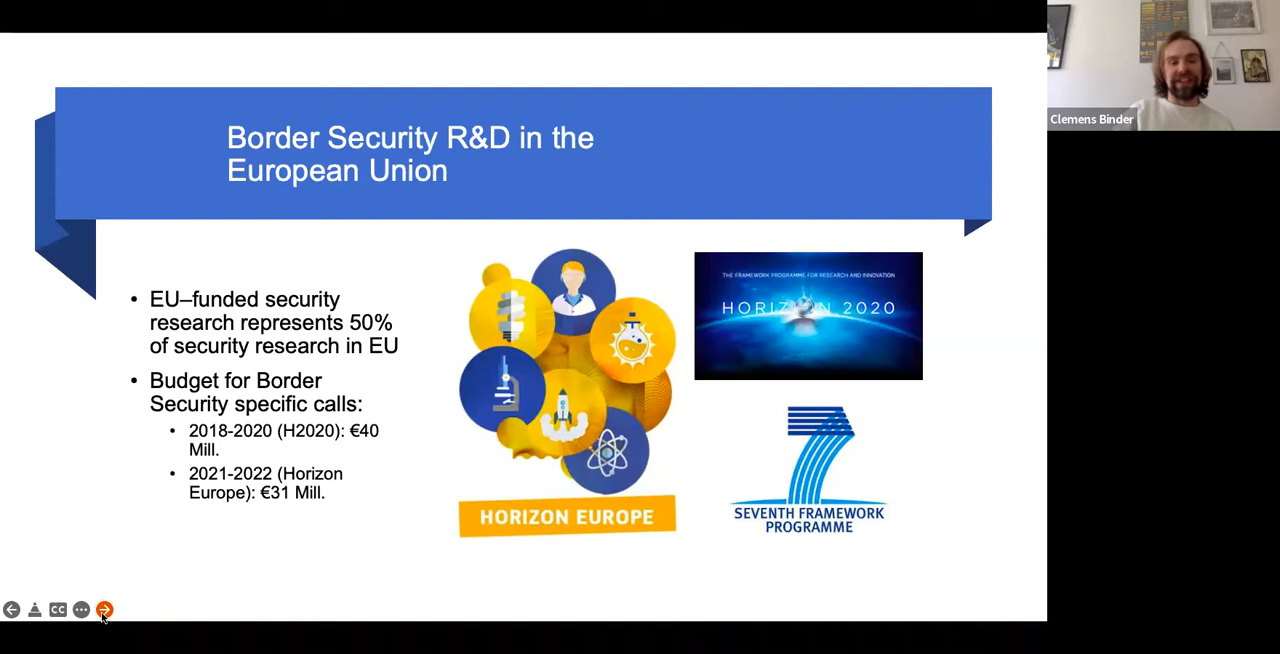 Border Security R&D in the
European Union
Clemens Binder
• EU–funded security
research represents 50%
of security research in EU
• Budget for Border
Security specific calls:
• 2018-2020 (H2020): €40
Mill.
• 2021-2022 (Horizon
Europe): €31 Mill.
HORIZON EUROPE
THE FRAMEWORK PROGRAMME FOR RESEARCH AND INNOVATION
HORIZON 2020
7
SEVENTH FRAMEWORK
PROGRAMME
CC